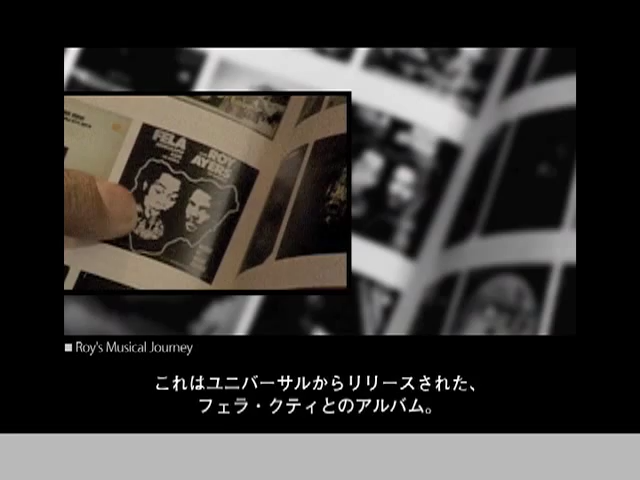 FELA
ROY
AYERS
■ Roy's Musical Journey
これはユニバーサルからリリースされた、
フェラ・クティとのアルバム。